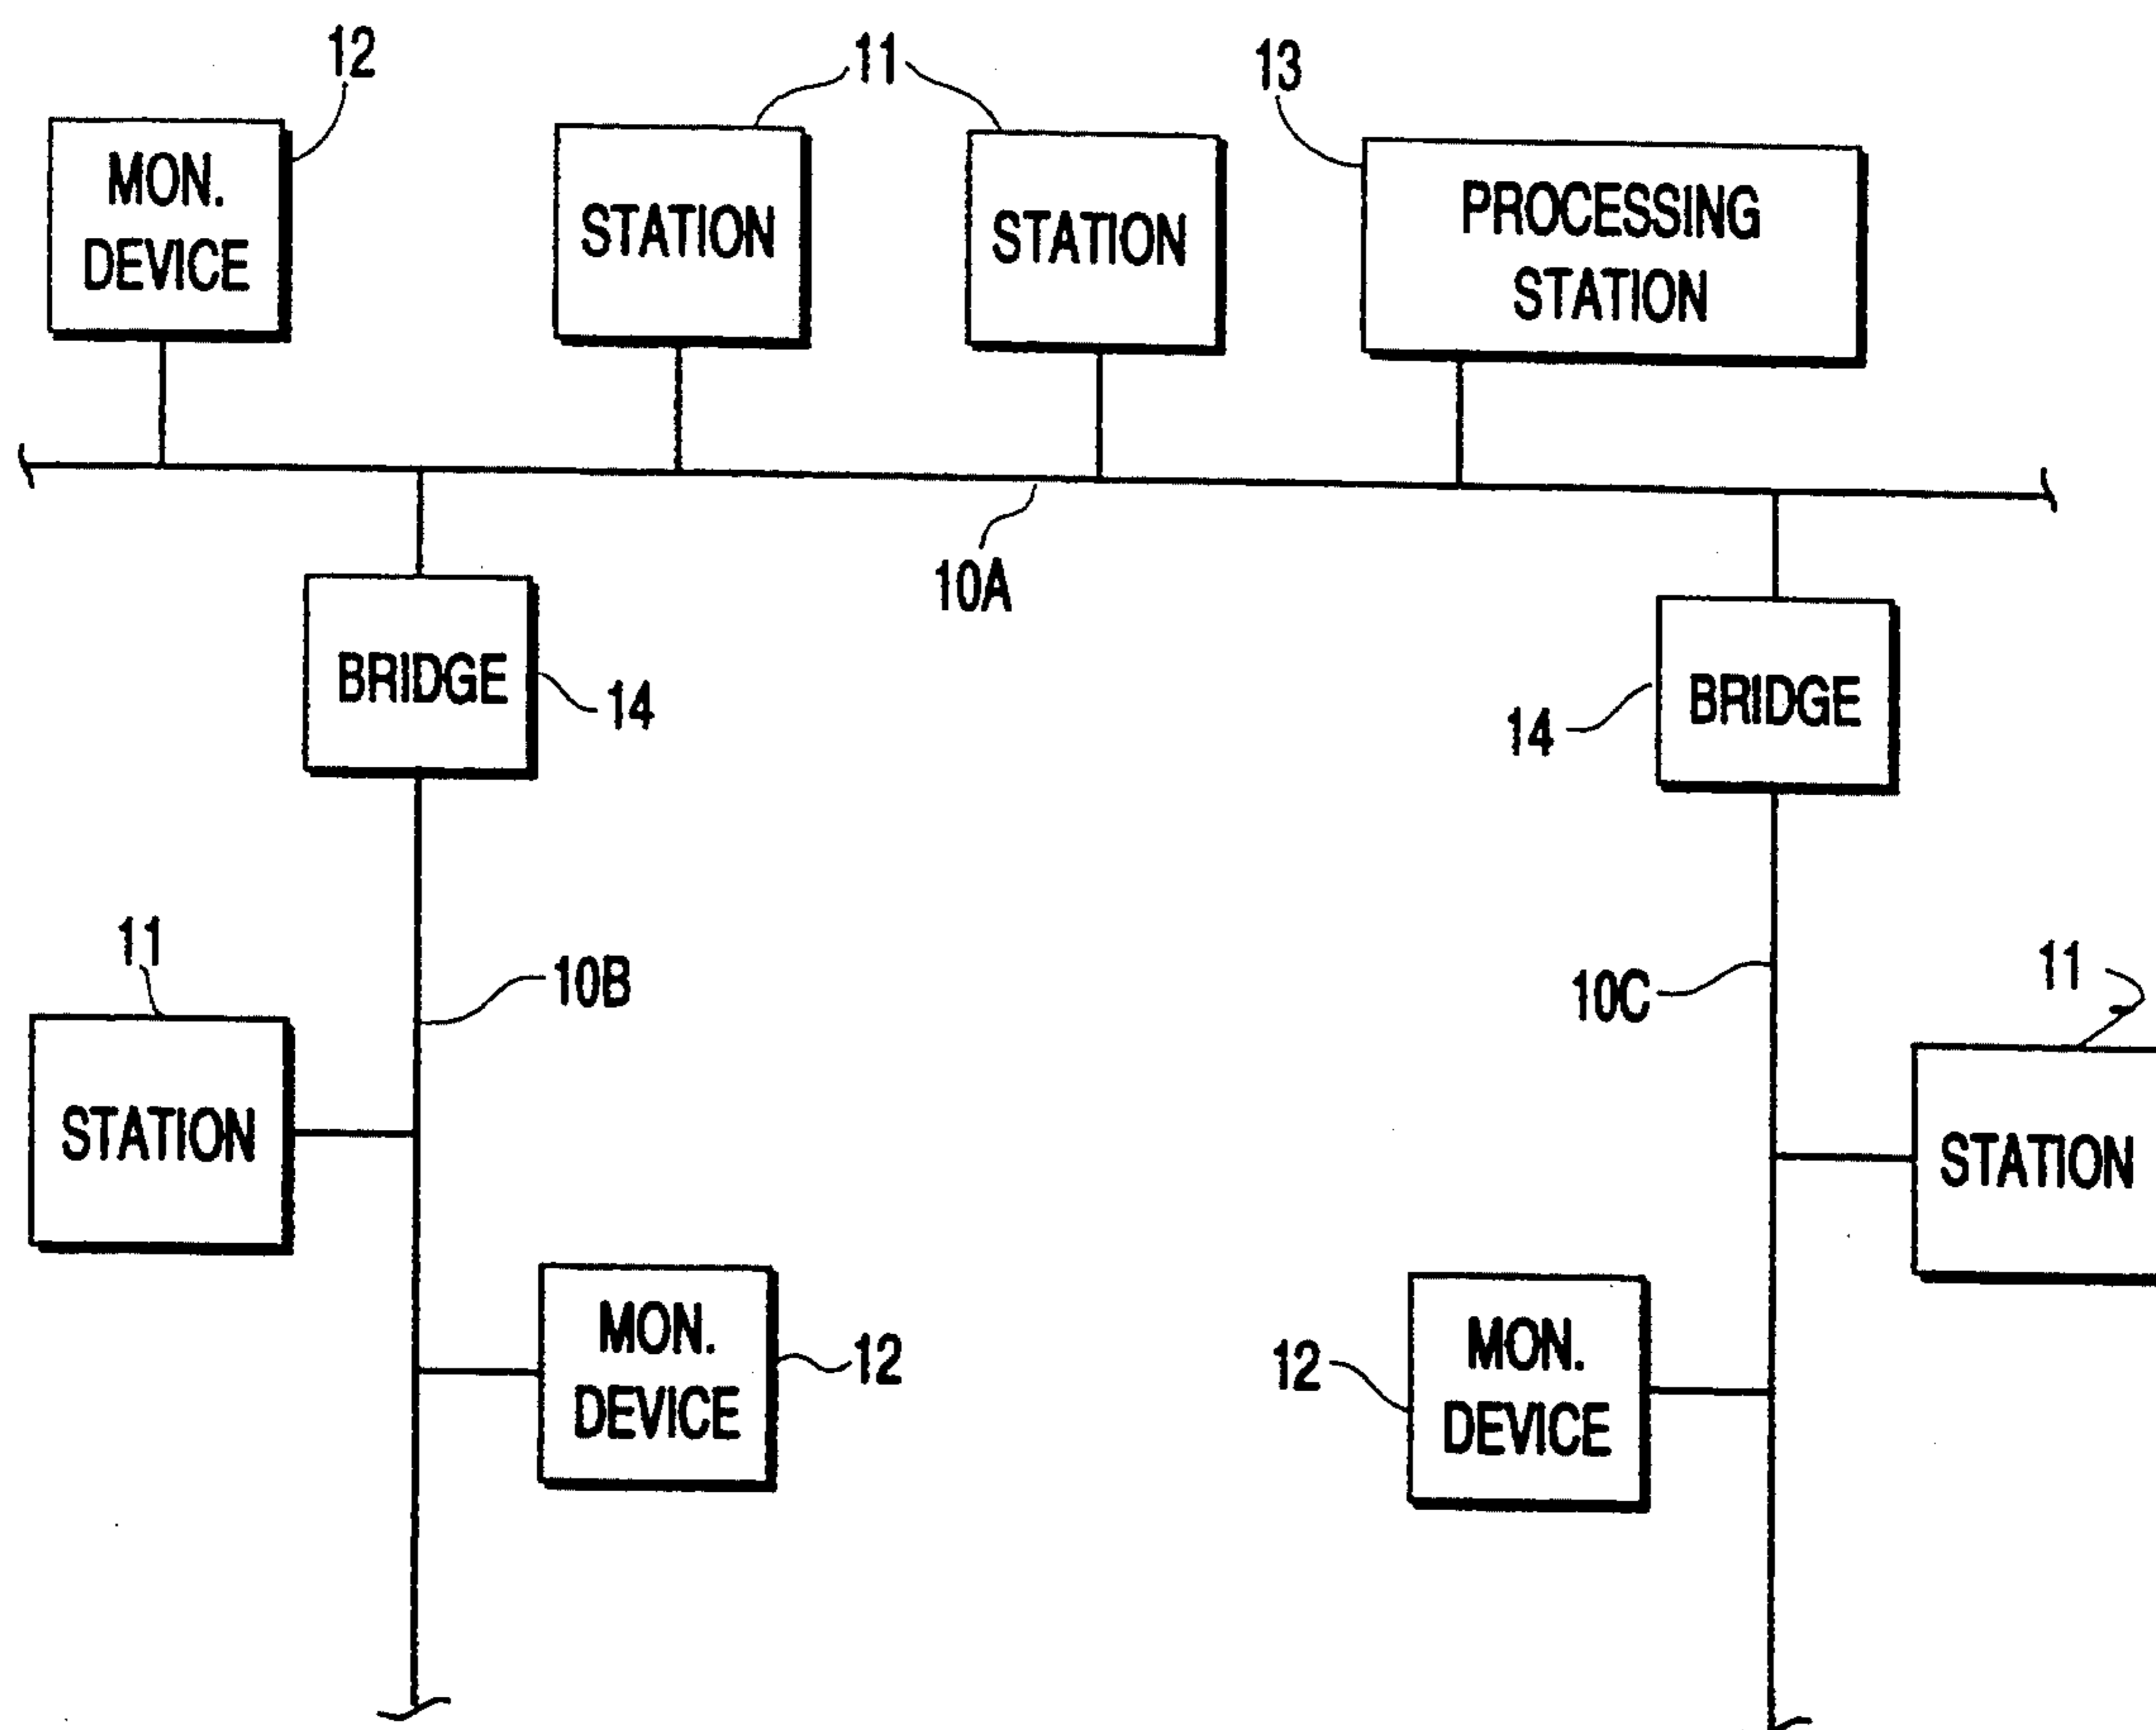 12
11
13
MON.
DEVICE
STATION
STATION
PROCESSING
STATION
10A
BRIDGE
14
14
BRIDGE
11
10B
10C
11
STATION
STATION
MON.
DEVICE
12
12
MON.
DEVICE